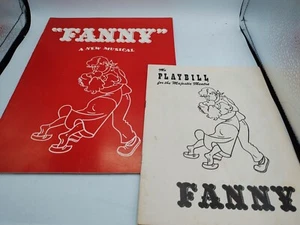 "FANNY"
A NEW MUSICAL
The
PLAYBILL
for the Majestic Theatre
FANNY